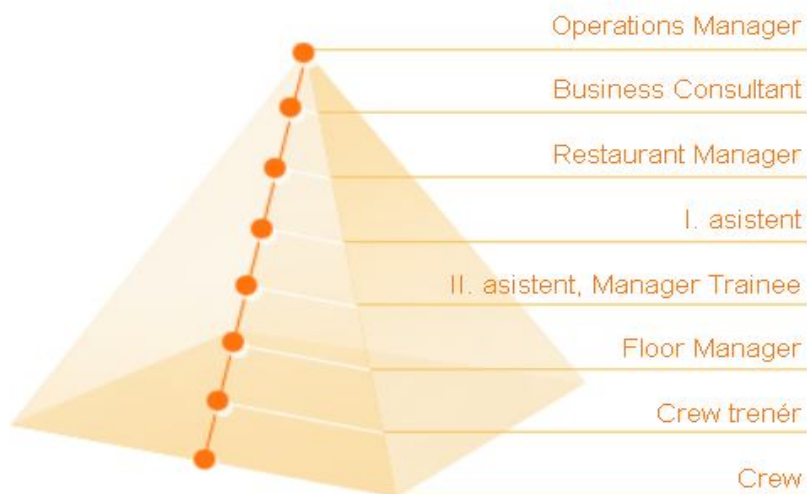 Operations Manager
Business Consultant
Restaurant Manager
I. asistent
II. asistent, Manager Trainee
Floor Manager
Crew trenér
Crew